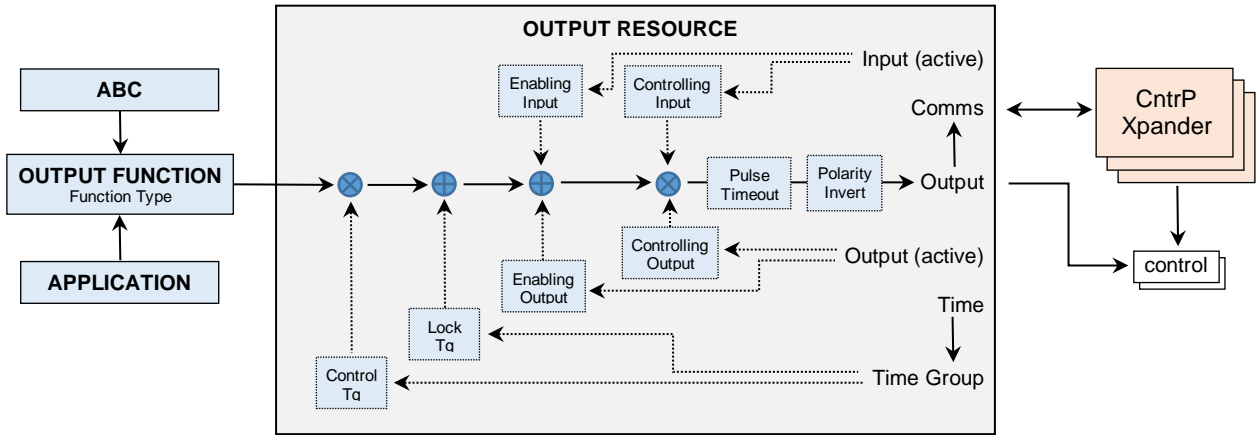 OUTPUT RESOURCE
ABC
OUTPUT FUNCTION
Function Type
APPLICATION
Enabling
Input
Controlling
Input
Input (active)
Comms
Pulse
Timeout
Polarity
Invert
Output
Controlling
Output
Output (active)
Enabling
Output
Time
Lock
Tg
Time Group
Control
Tg
CntrP
Xpander
control